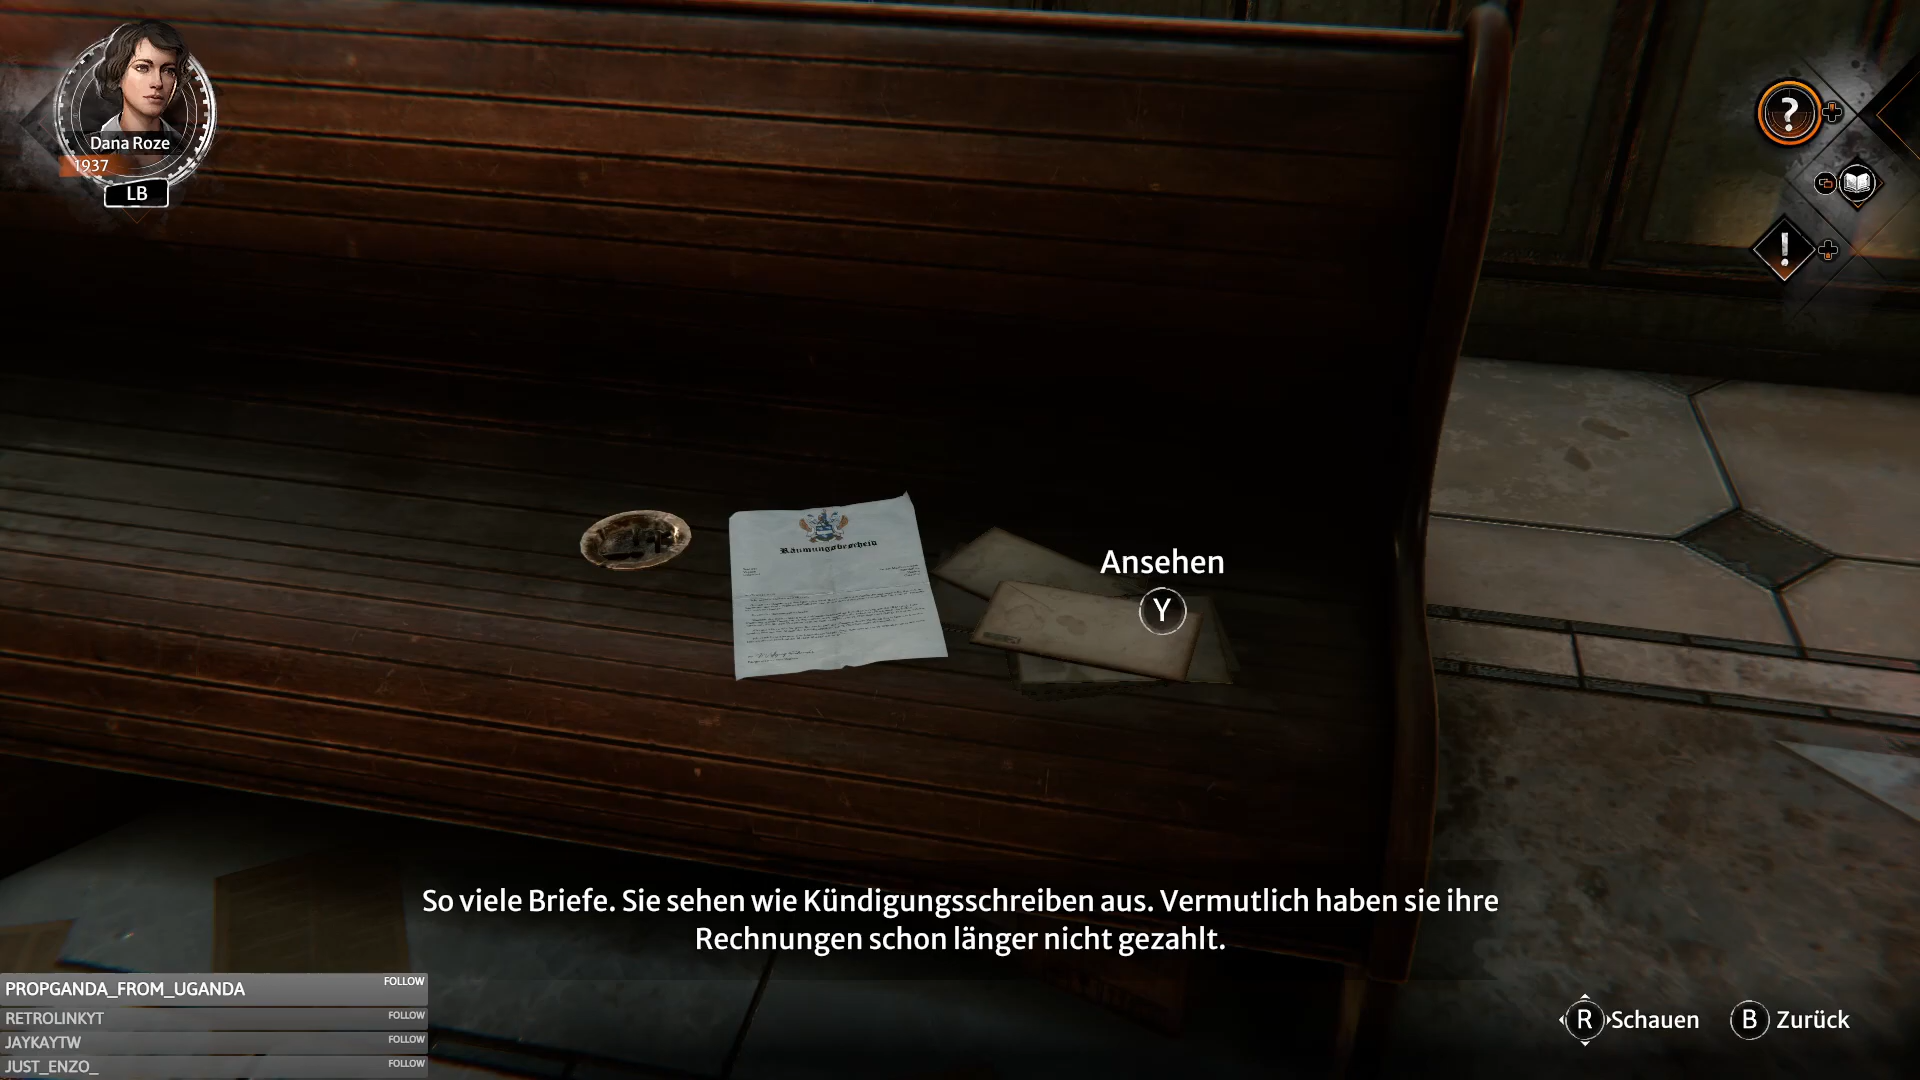 Dana Roze
1937
LB
?
!
Räumungsbescheid
Ansehen
Y
So viele Briefe. Sie sehen wie Kündigungsschreiben aus. Vermutlich haben sie ihre
Rechnungen schon länger nicht gezahlt.
PROPGANDA_FROM_UGANDA FOLLOW
RETROLINKYT FOLLOW
JAYKAYTW FOLLOW
JUST_ENZO_ FOLLOW
R Schauen B Zurück